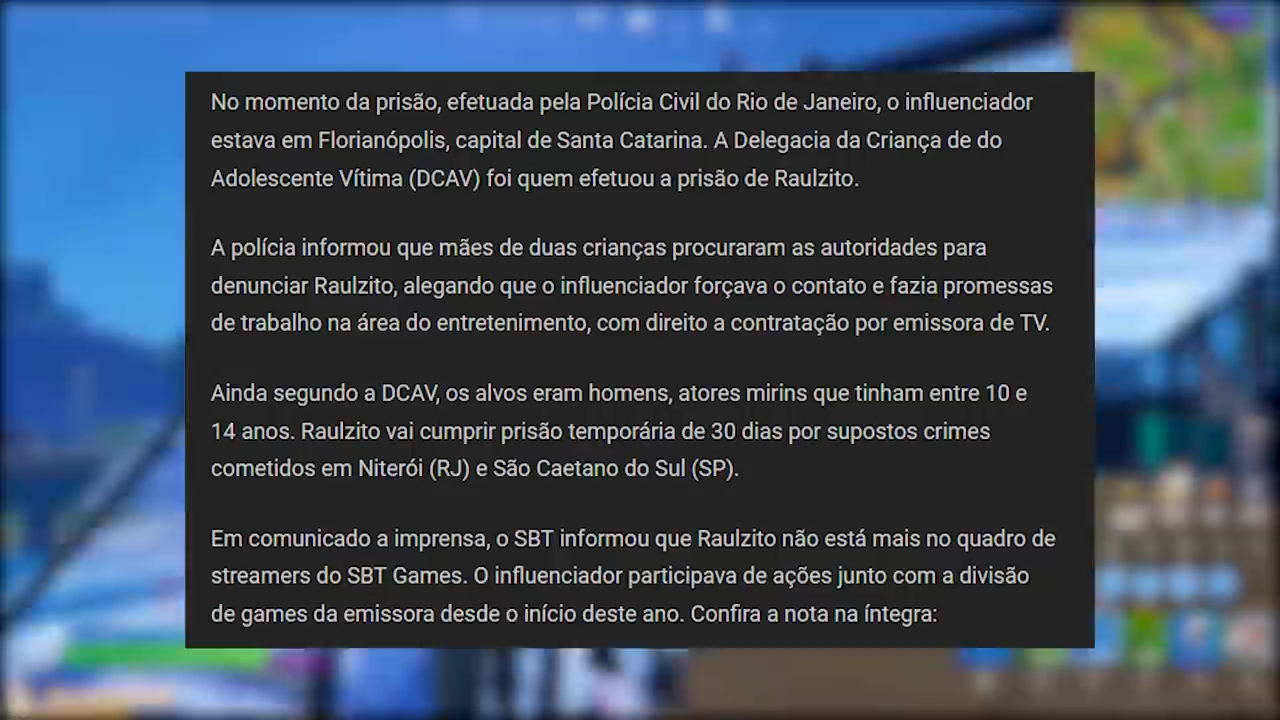 No momento da prisão, efetuada pela Polícia Civil do Rio de Janeiro, o influenciador
estava em Florianópolis, capital de Santa Catarina. A Delegacia da Criança de do
Adolescente Vítima (DCAV) foi quem efetuou a prisão de Raulzito.
A polícia informou que mães de duas crianças procuraram as autoridades para
denunciar Raulzito, alegando que o influenciador forçava o contato e fazia promessas
de trabalho na área do entretenimento, com direito a contratação por emissora de TV.
Ainda segundo a DCAV, os alvos eram homens, atores mirins que tinham entre 10 e
14 anos. Raulzito vai cumprir prisão temporária de 30 dias por supostos crimes
cometidos em Niterói (RJ) e São Caetano do Sul (SP).
Em comunicado a imprensa, o SBT informou que Raulzito não está mais no quadro de
streamers do SBT Games. O influenciador participava de ações junto com a divisão
de games da emissora desde o início deste ano. Confira a nota na íntegra: